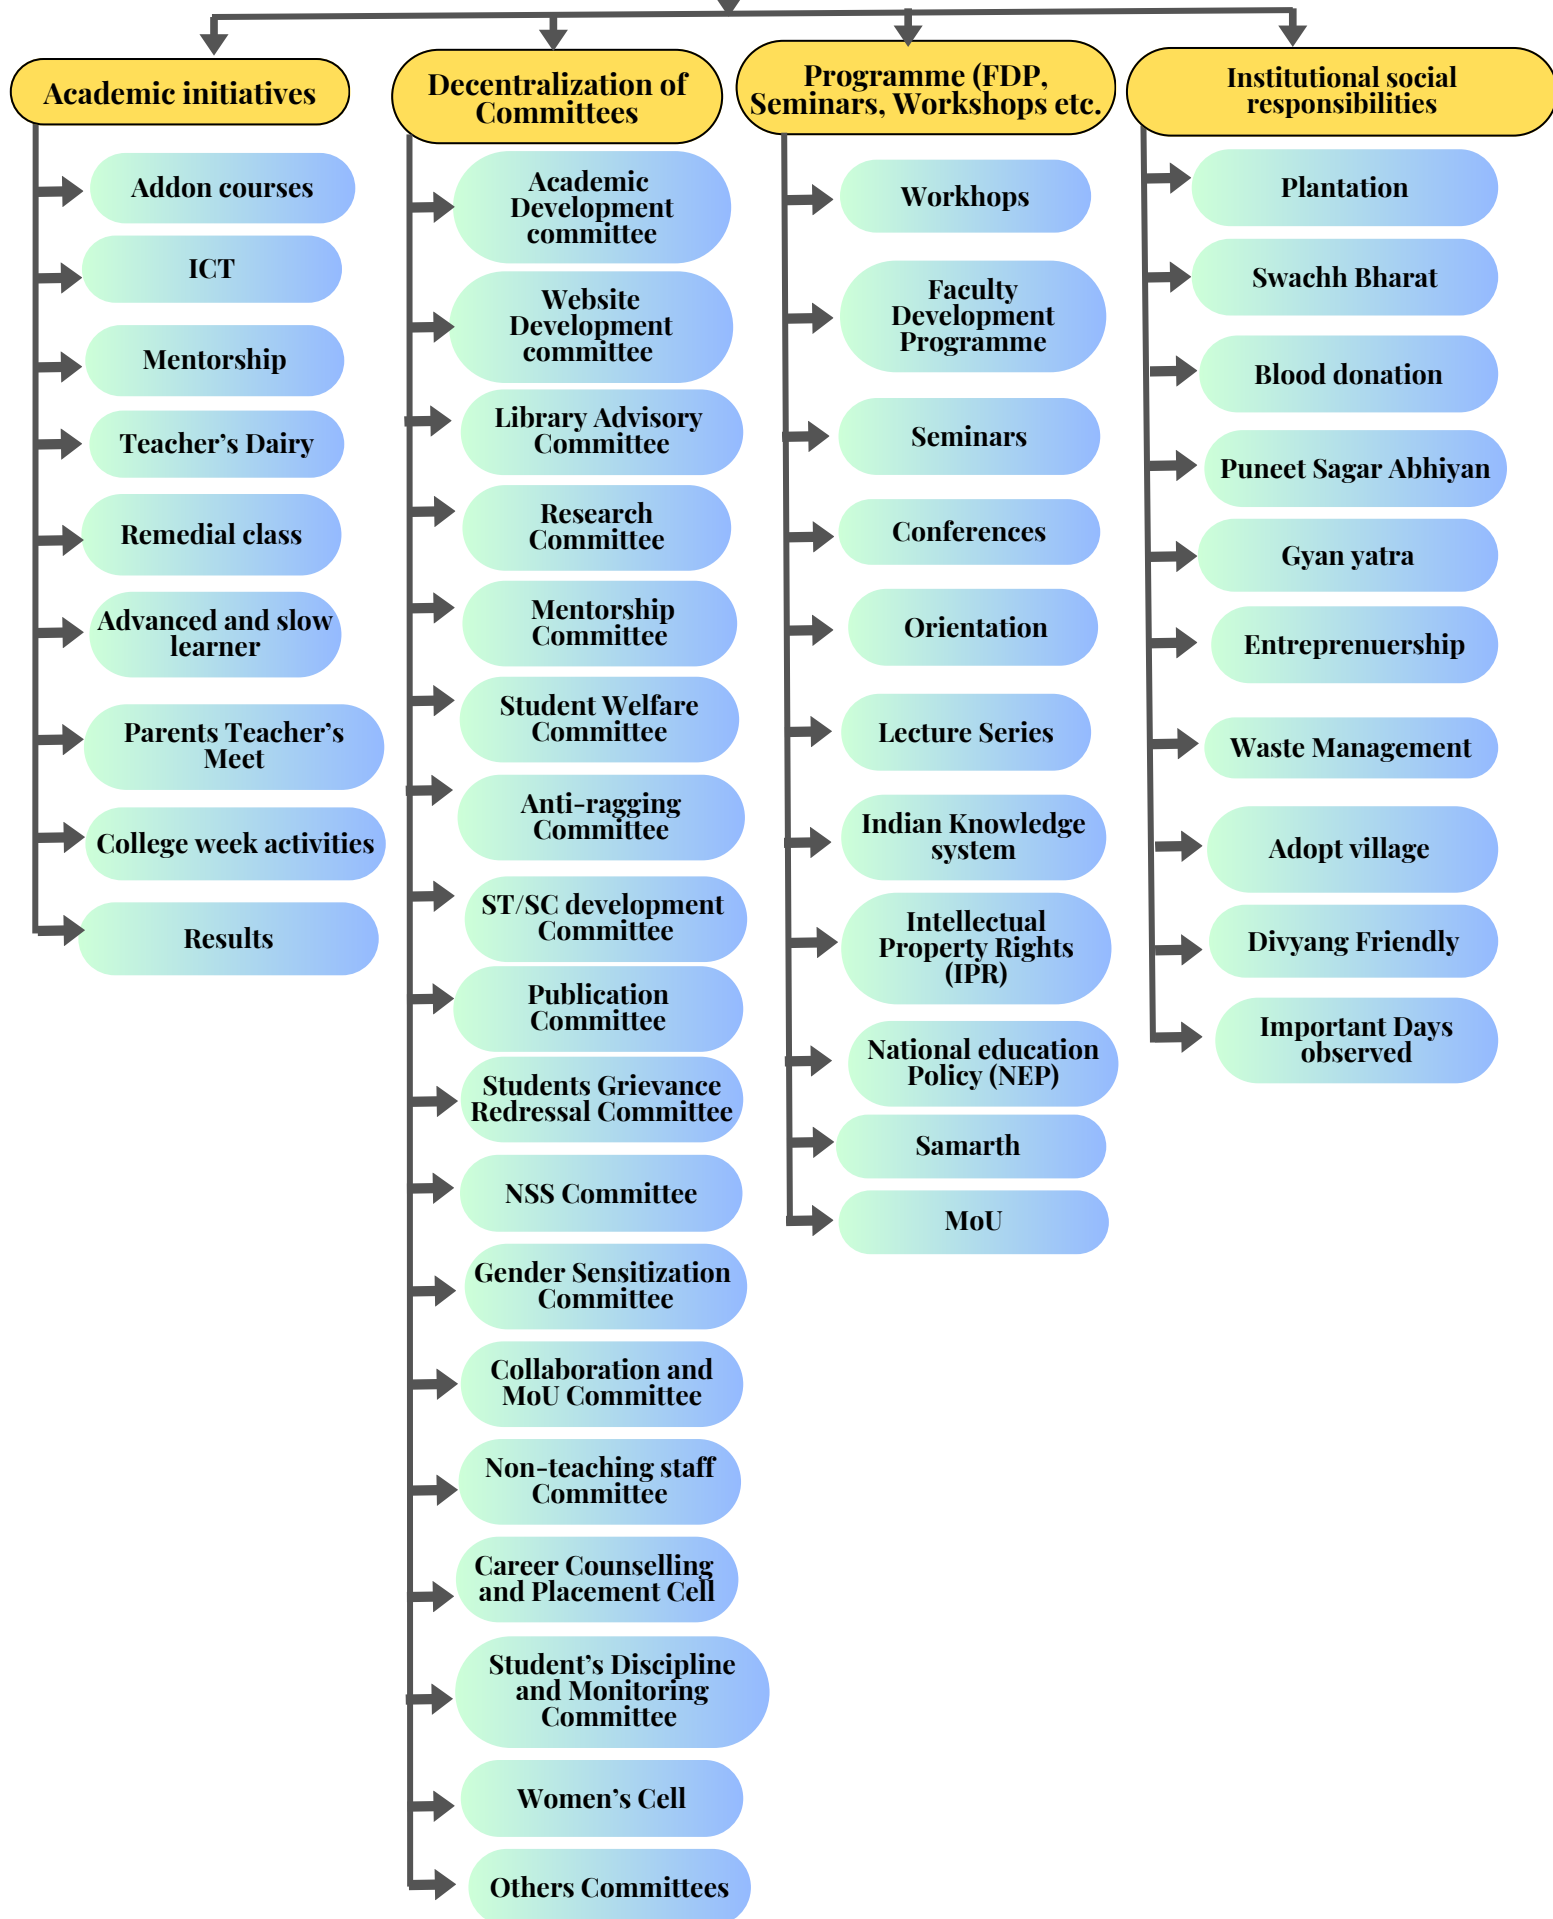 Academic initiatives
Addon courses
ICT
Mentorship
Teacher's Dairy
Remedial class
Advanced and slow
learner
Parents Teacher's
Meet
College week activities
Results
Decentralization of
Committees
Academic
Development
committee
Website
Development
committee
Library Advisory
Committee
Research
Committee
Mentorship
Committee
Student Welfare
Committee
Anti-ragging
Committee
ST/SC development
Committee
Publication
Committee
Students Grievance
Redressal Committee
NSS Committee
Gender Sensitization
Committee
Collaboration and
MoU Committee
Non-teaching staff
Committee
Career Counselling
and Placement Cell
Student's Discipline
and Monitoring
Committee
Women's Cell
Others Committees
Programme (FDP,
Seminars, Workshops etc.
Workhops
Faculty
Development
Programme
Seminars
Conferences
Orientation
Lecture Series
Indian Knowledge
system
Intellectual
Property Rights
(IPR)
National education
Policy (NEP)
Samarth
MoU
Institutional social
responsibilities
Plantation
Swachh Bharat
Blood donation
Puneet Sagar Abhiyan
Gyan yatra
Entreprenuership
Waste Management
Adopt village
Divyang Friendly
Important Days
observed